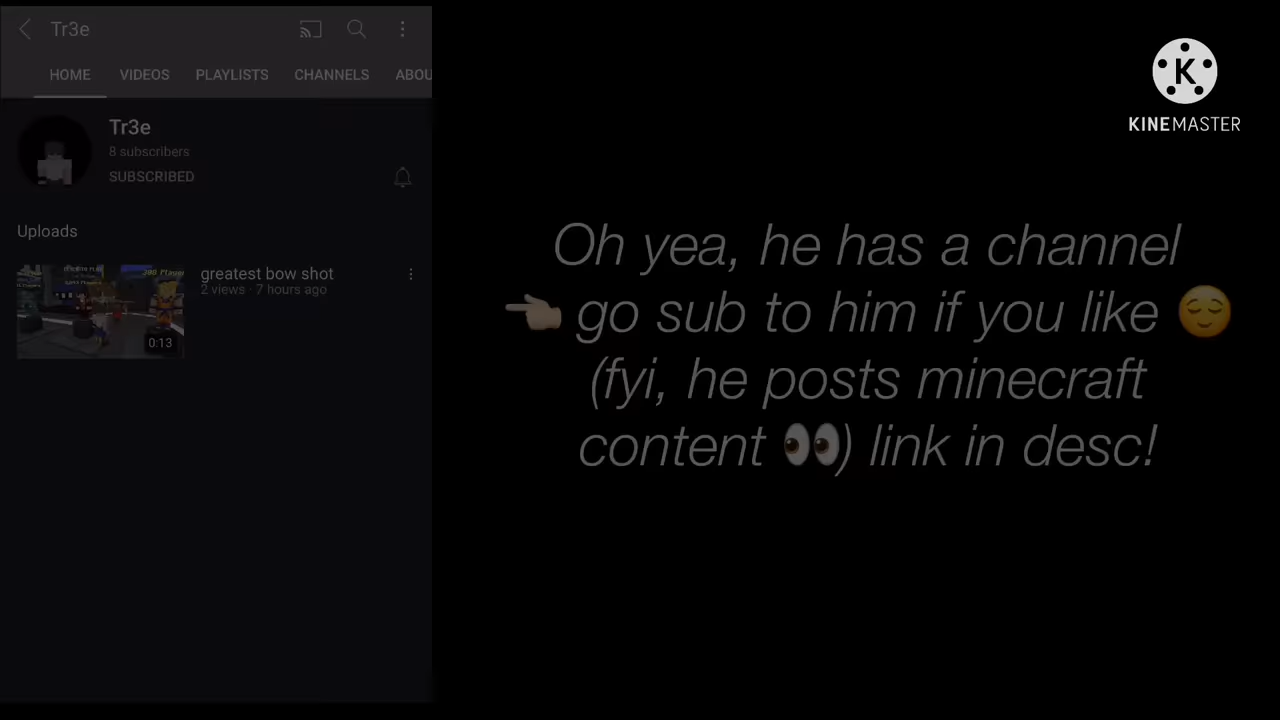 Tr3e
HOME VIDEOS PLAYLISTS CHANNELS ABOU
Tr3e
8 subscribers
SUBSCRIBED
Uploads
greatest bow shot
2 views · 7 hours ago
0:13
K
KINEMASTER
Oh yea, he has a channel
👈🏻 go sub to him if you like 😌
(fyi, he posts minecraft
content 👀) link in desc!